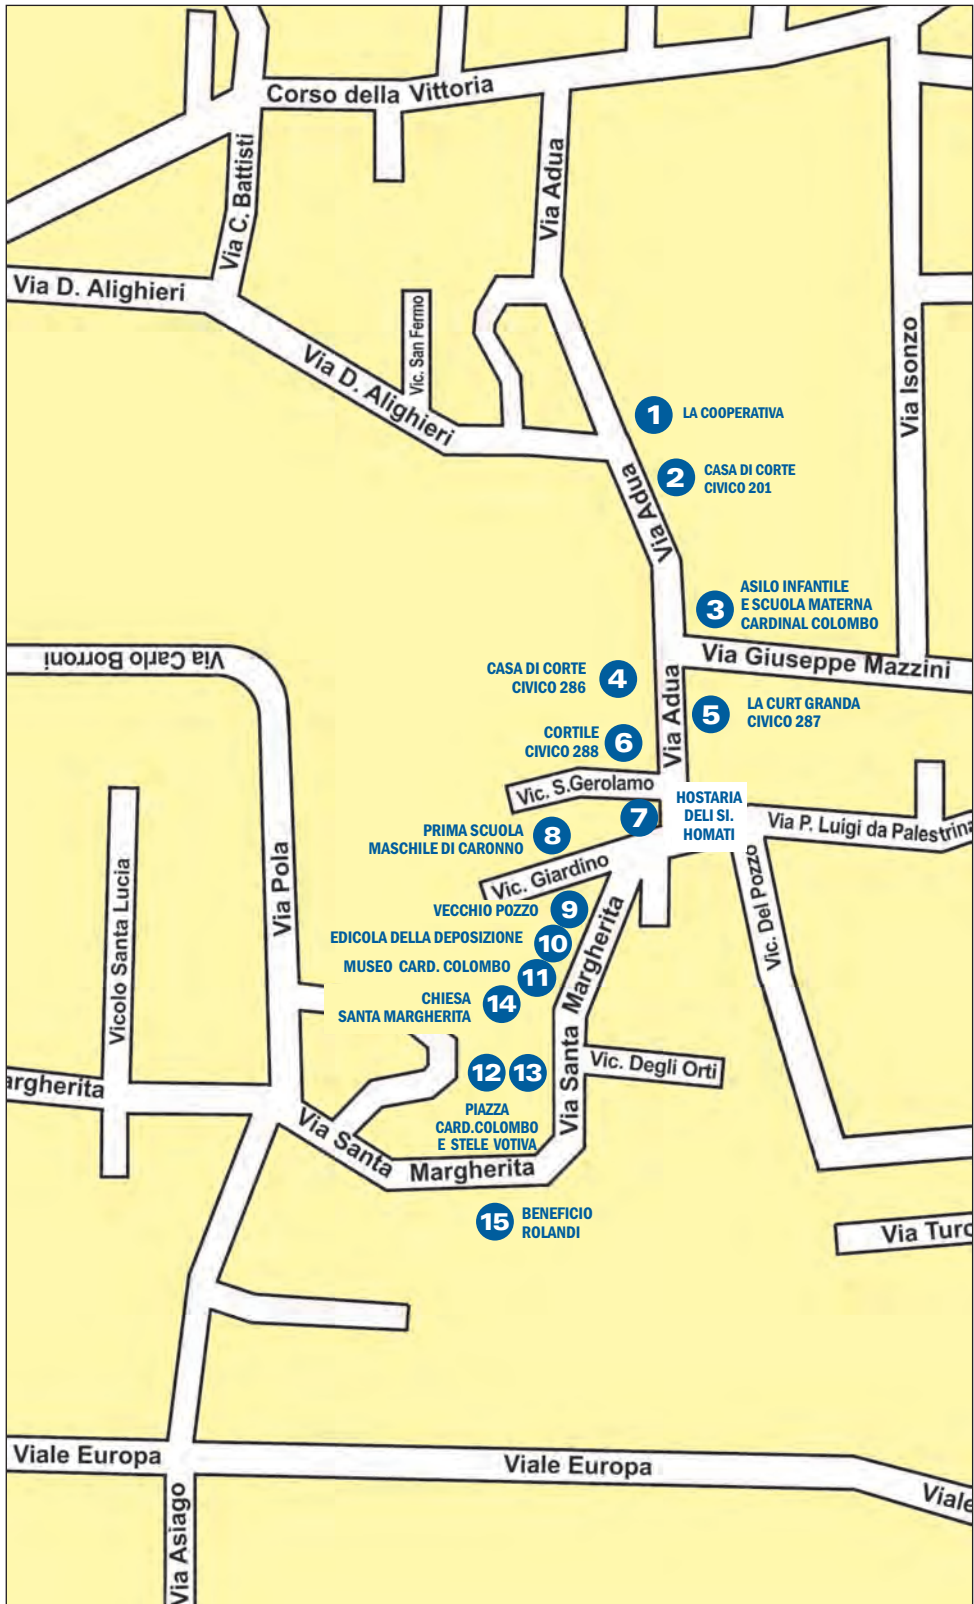 Corso della Vittoria
Via C. Battisti
Via Adua
Via D. Alighieri
Vic. San Fermo
Via D. Alighieri
Via Isonzo
1 LA COOPERATIVA
2 CASA DI CORTE
CIVICO 201
Via Adua
3 ASILO INFANTILE
E SCUOLA MATERNA
CARDINAL COLOMBO
Via Carlo Borroni
Via Giuseppe Mazzini
CASA DI CORTE
CIVICO 286
4
Via Adua
5 LA CURT GRANDA
CIVICO 287
CORTILE
CIVICO 288
6
Vic. S.Gerolamo
7 HOSTARIA
DELI SI.
HOMATI
Via P. Luigi da Palestrina
PRIMA SCUOLA
MASCHILE DI CARONNO
8
Vic. Giardino
Vic. Del Pozzo
VECCHIO POZZO 9
EDICOLA DELLA DEPOSIZIONE 10
MUSEO CARD. COLOMBO 11
CHIESA
SANTA MARGHERITA
14
Via Pola
Vicolo Santa Lucia
Via Santa Margherita
Vic. Degli Orti
12 13
PIAZZA
CARD.COLOMBO
E STELE VOTIVA
argherita
Via Santa Margherita
15 BENEFICIO
ROLANDI
Via Turc
Viale Europa
Viale Europa
Viale
Via Asiago